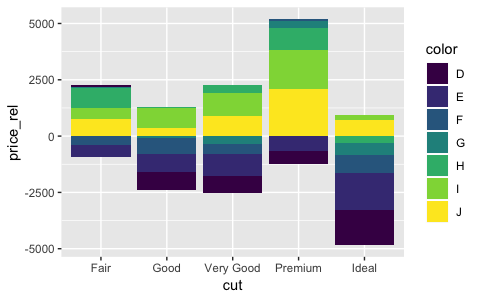 5000
2500
0
-2500
-5000
price_rel
Fair Good Very Good Premium Ideal
cut
color
D
E
F
G
H
I
J